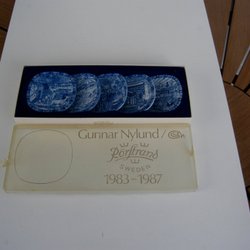 Gunnar Nylund /
Rörstrand
SWEDEN
1983-1987